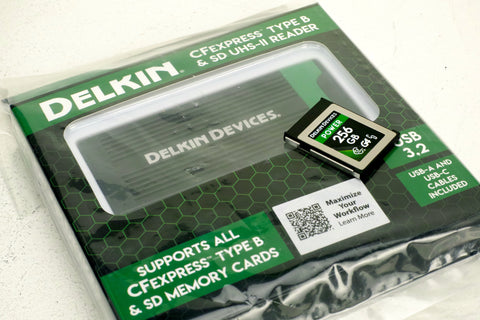 DELKIN®
CFEXPRESS™ TYPE B
& SD UHS-II READER
DELKIN DEVICES®
DELKIN DEVICES
POWER
256
GB
G4
USB
3.2
USB-A AND
USB-C
CABLES
INCLUDED
Maximize
Your
Workflow
Learn More
SUPPORTS ALL
CFEXPRESS™ TYPE B
& SD MEMORY CARDS